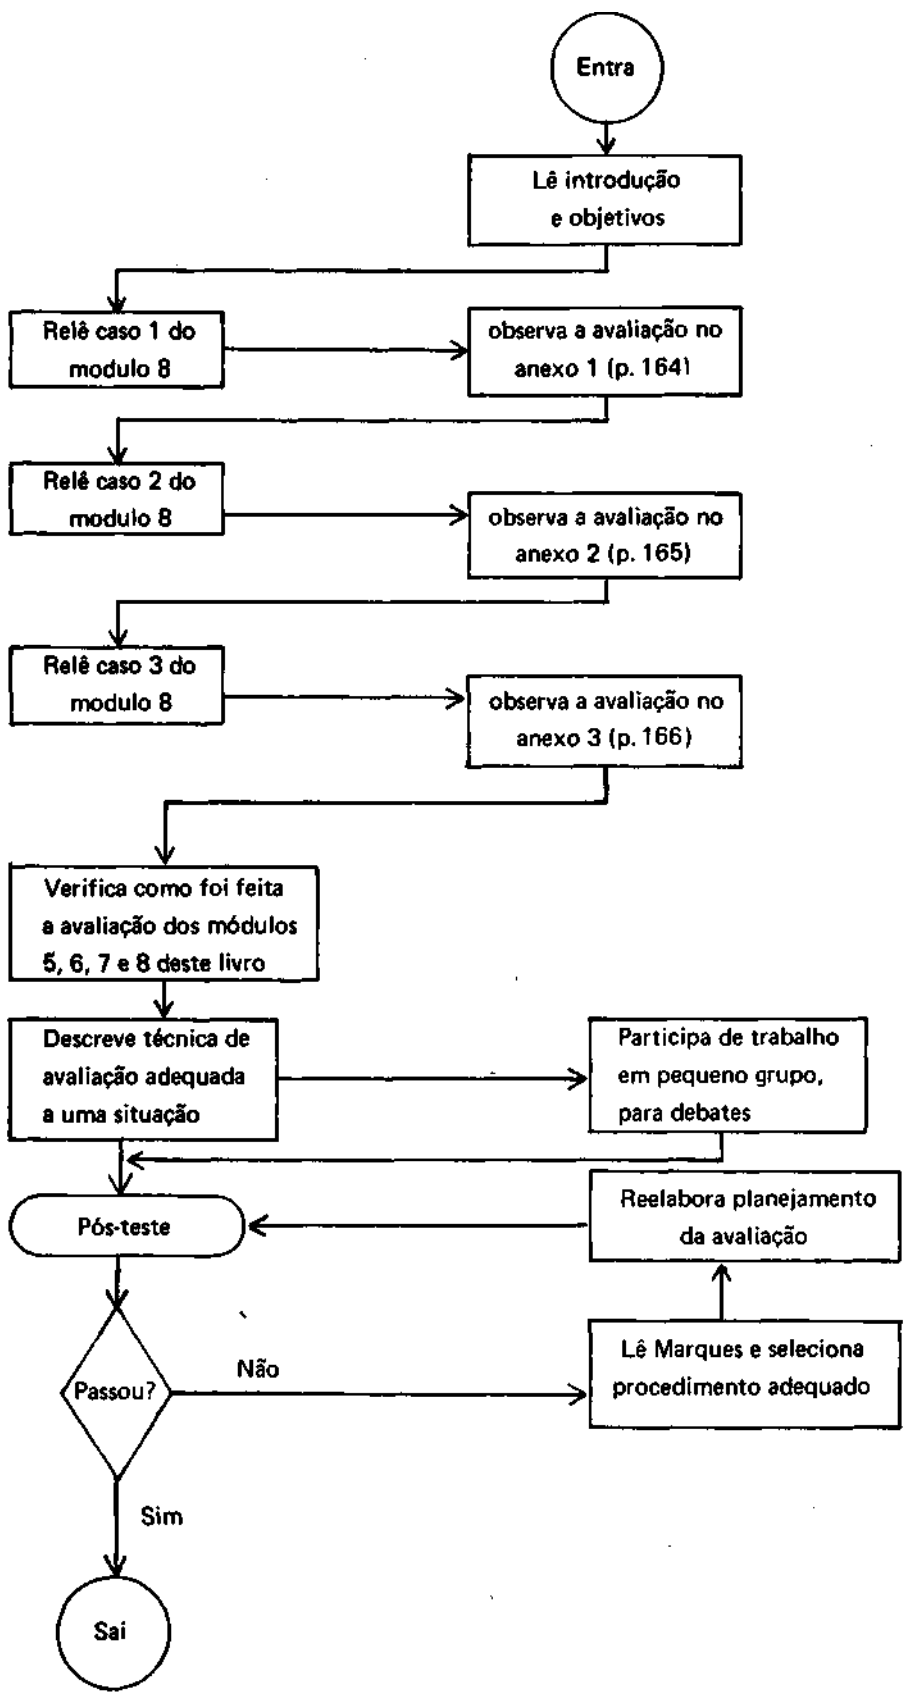 Entra
Lê introdução
e objetivos
Relê caso 1 do
modulo 8
observa a avaliação no
anexo 1 (p. 164)
Relê caso 2 do
modulo 8
observa a avaliação no
anexo 2 (p. 165)
Relê caso 3 do
modulo 8
observa a avaliação no
anexo 3 (p. 166)
Verifica como foi feita
a avaliação dos módulos
5, 6, 7 e 8 deste livro
Descreve técnica de
avaliação adequada
a uma situação
Participa de trabalho
em pequeno grupo,
para debates
Pós-teste
Reelabora planejamento
da avaliação
Passou?
Não
Lê Marques e seleciona
procedimento adequado
Sim
Sai